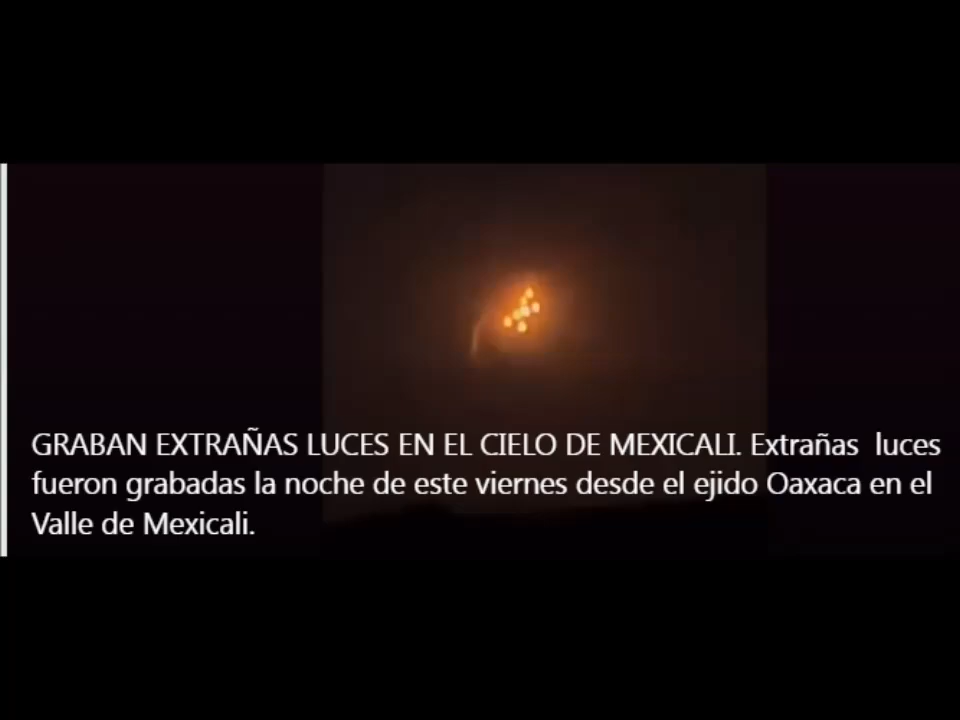 GRABAN EXTRAÑAS LUCES EN EL CIELO DE MEXICALI. Extrañas  luces
fueron grabadas la noche de este viernes desde el ejido Oaxaca en el
Valle de Mexicali.